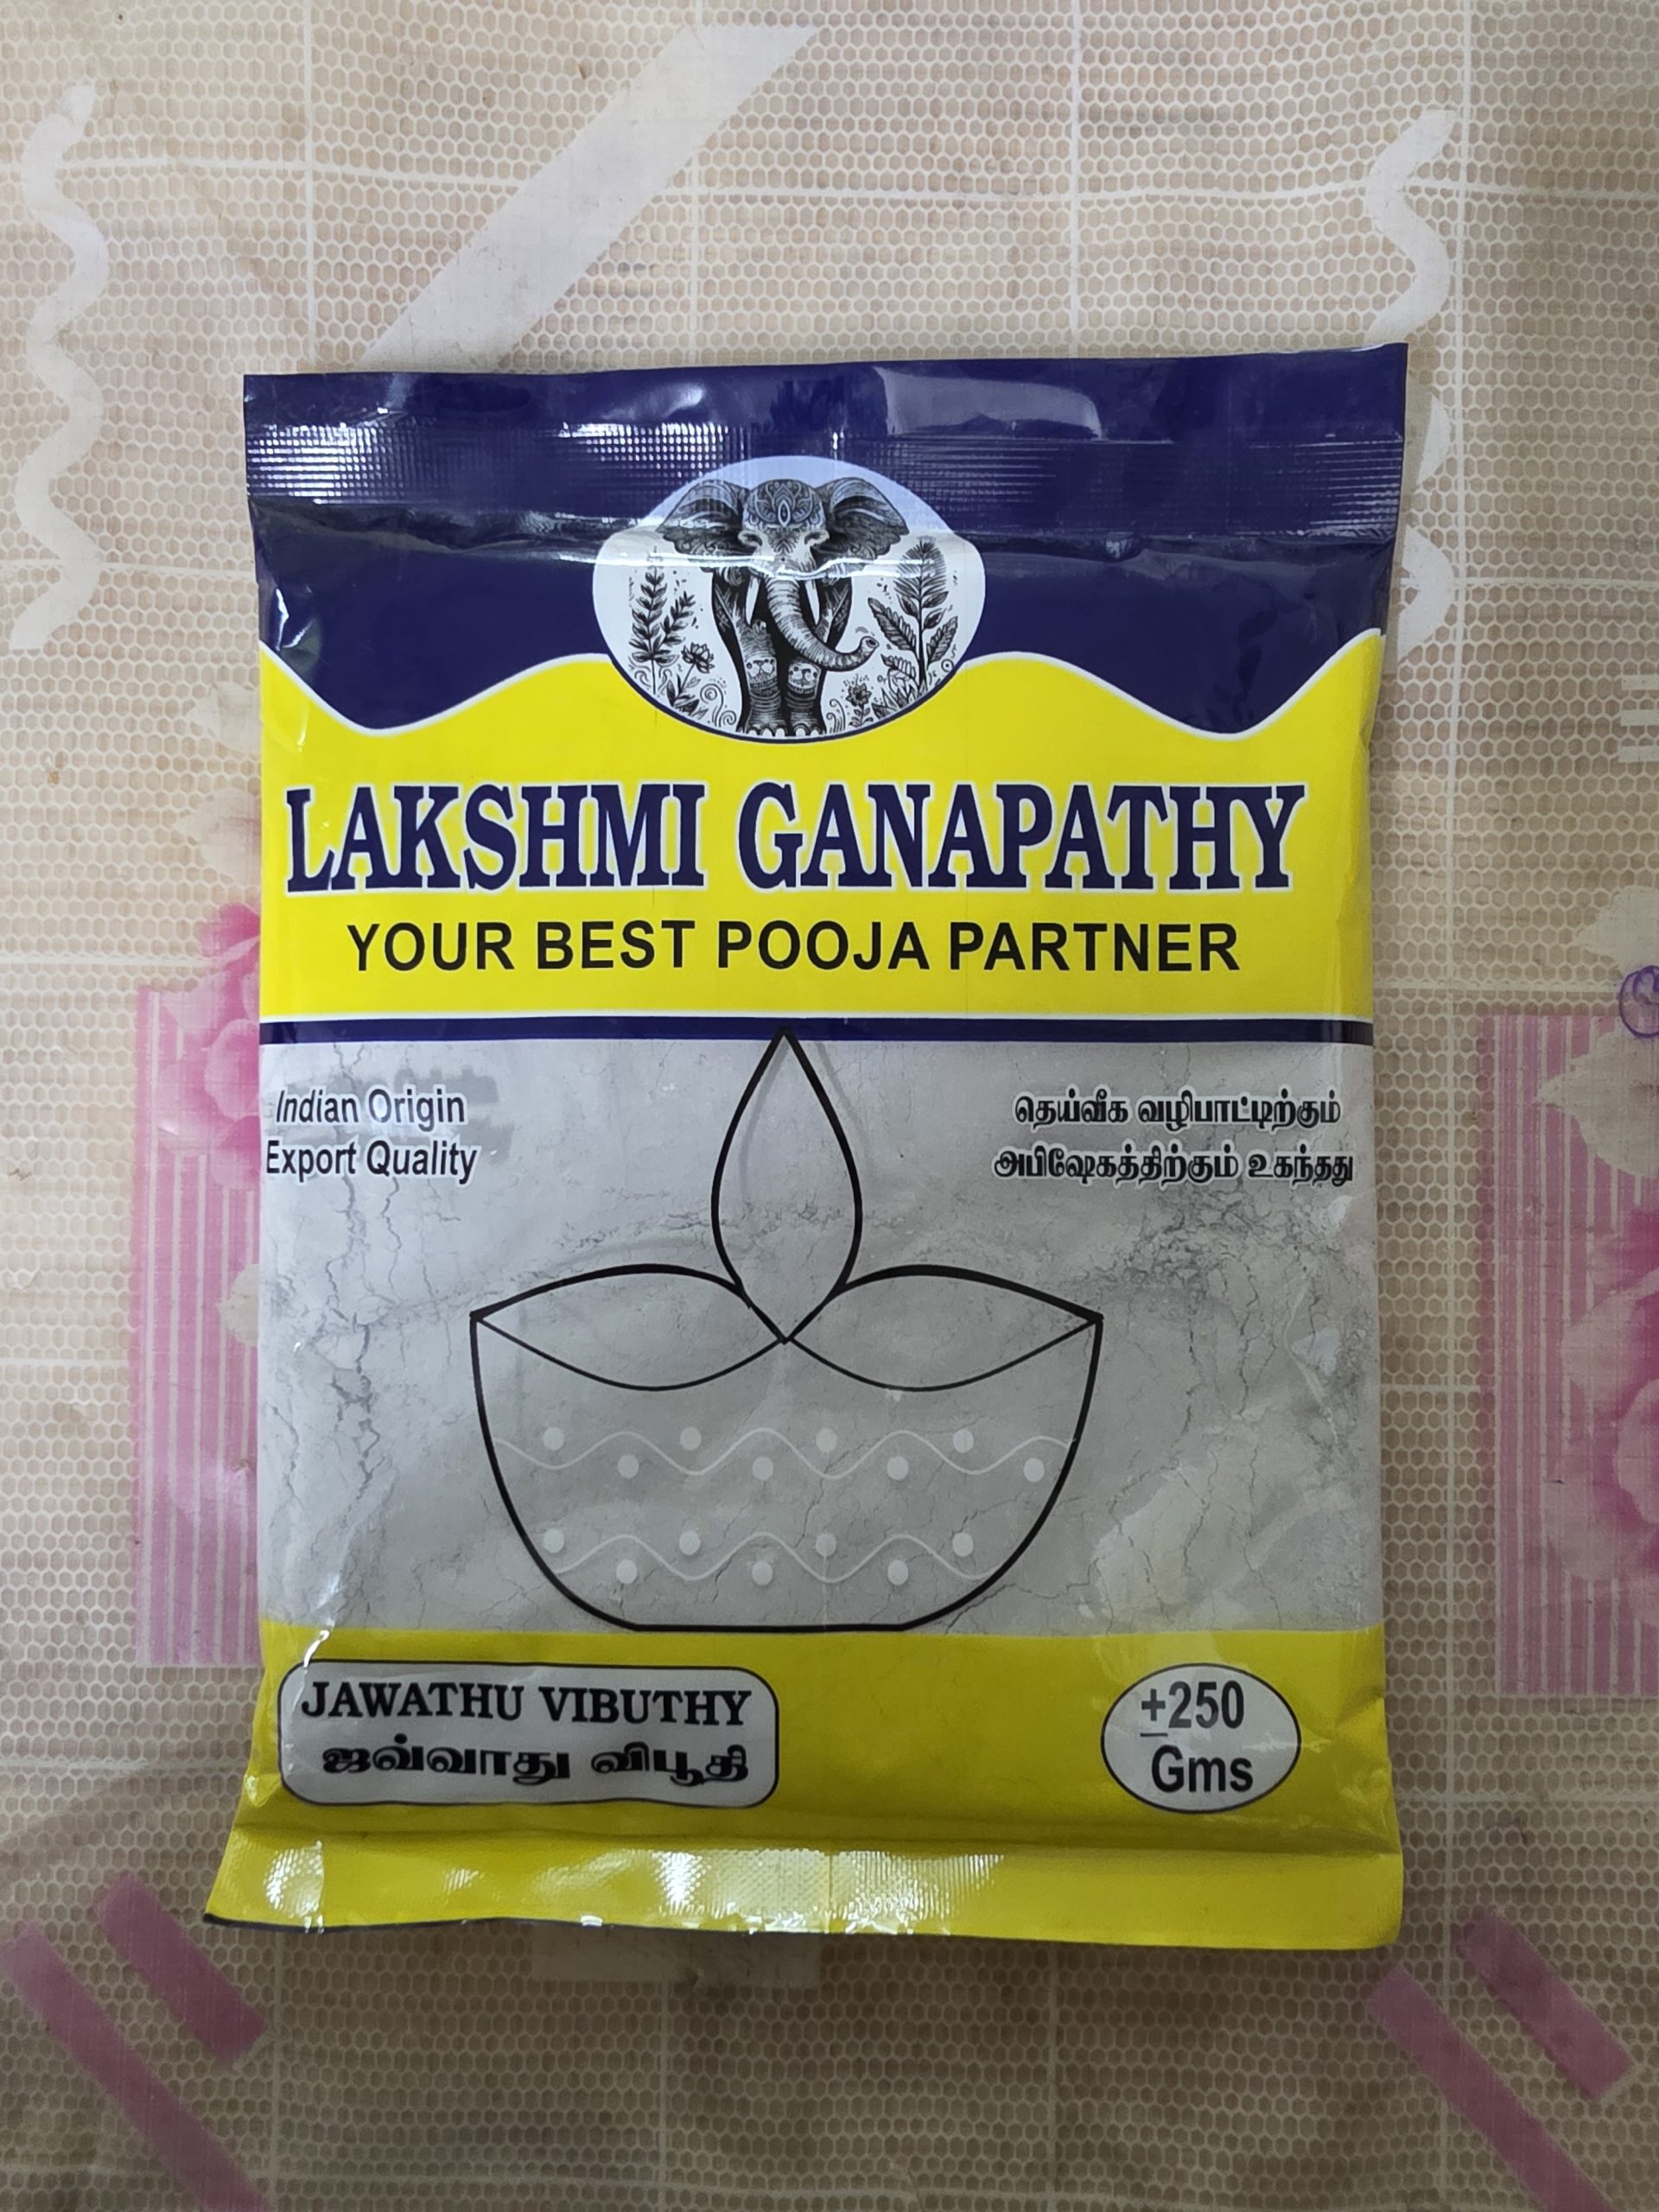 LAKSHMI GANAPATHY
YOUR BEST POOJA PARTNER
Indian Origin
Export Quality
தெய்வீக வழிபாட்டிற்கும்
அபிஷேகத்திற்கும் உகந்தது
JAWATHU VIBUTHY
ஜவ்வாது விபூதி
±250
Gms